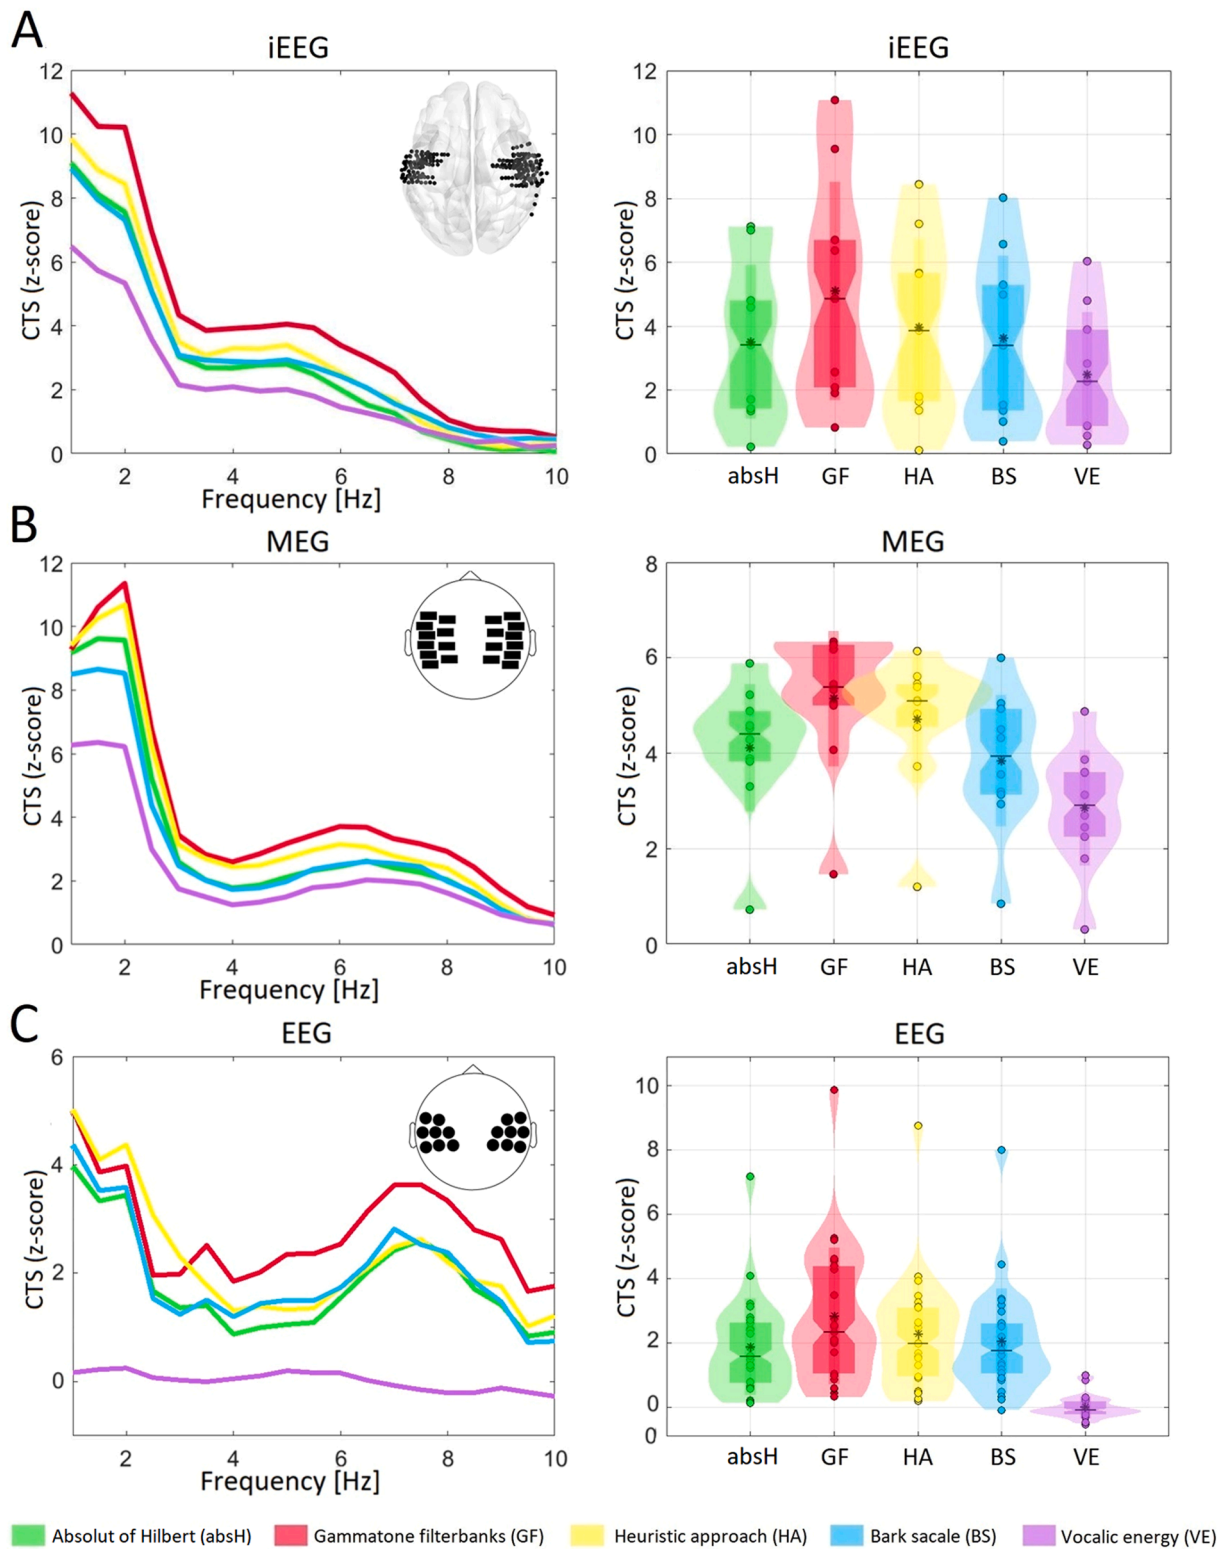 A
iEEG
iEEG
12
10
8
6
4
2
0
CTS (z-score)
2
4
6
8
10
Frequency [Hz]
12
10
8
6
4
2
0
CTS (z-score)
absH
GF
HA
BS
VE
B
MEG
MEG
12
10
8
6
4
2
0
CTS (z-score)
2
4
6
8
10
Frequency [Hz]
8
6
4
2
0
CTS (z-score)
absH
GF
HA
BS
VE
C
EEG
EEG
6
4
2
0
CTS (z-score)
2
4
6
8
10
Frequency [Hz]
10
8
6
4
2
0
0
CTS (z-score)
absH
GF
HA
BS
VE
Absolut of Hilbert (absH)
Gammatone filterbanks (GF)
Heuristic approach (HA)
Bark sacale (BS)
Vocalic energy (VE)